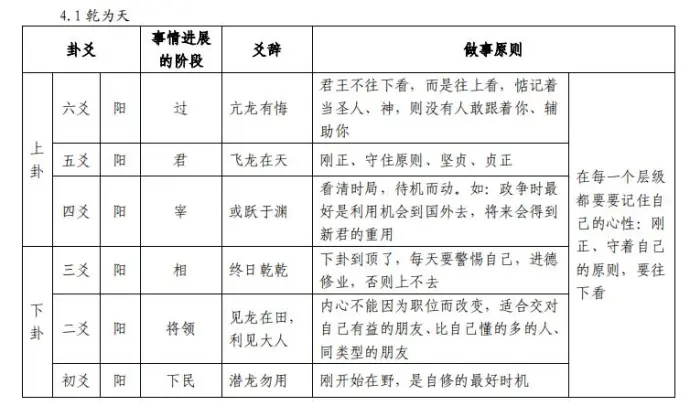 4.1乾为天
卦爻
事情进展
的阶段
爻辞
做事原则
上
卦
六爻
阳
过
亢龙有悔
君王不往下看，而是往上看，惦记着
当圣人、神，则没有人敢跟着你、辅
助你
五爻
阳
君
飞龙在天
刚正、守住原则、坚贞、贞正
四爻
阳
宰
或跃于渊
看清时局，待机而动。如：政争时最
好是利用机会到国外去，将来会得到
新君的重用
下
卦
三爻
阳
相
终日乾乾
下卦到顶了，每天要警惕自己，进德
修业，否则上不去
二爻
阳
将领
见龙在田，
利见大人
内心不能因为职位而改变，适合交对
自己有益的朋友、比自己懂的多的人、
同类型的朋友
初爻
阳
下民
潜龙勿用
刚开始在野，是自修的最好时机
在每一个层级
都要要记住自
己的心性：刚
正、守着自己
的原则，要往
下看